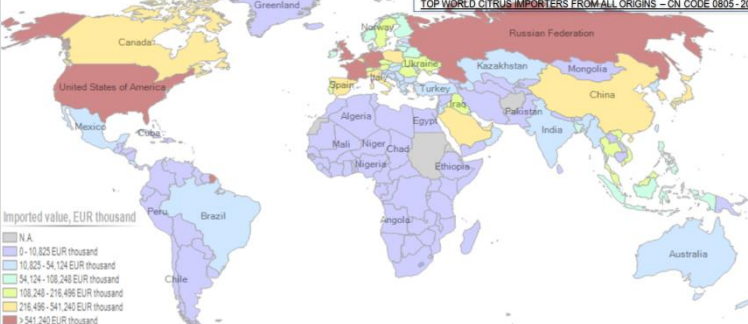 TOP WORLD CITRUS IMPORTERS FROM ALL ORIGINS – CN CODE 0805 - 20
Greenland
Norway
Russian Federation
Canada
Ukraine
Kazakhstan
Mongolia
United States of America
Spain
Italy
Turkey
China
Iraq
Pakistan
Mexico
Cuba
Algeria
Egypt
India
Mali
Niger
Chad
Nigeria
Ethiopia
Peru
Brazil
Angola
Australia
Chile
Imported value, EUR thousand
N.A.
0 - 10,825 EUR thousand
10,825 - 54,124 EUR thousand
54,124 - 108,248 EUR thousand
108,248 - 216,496 EUR thousand
216,496 - 541,240 EUR thousand
> 541,240 EUR thousand